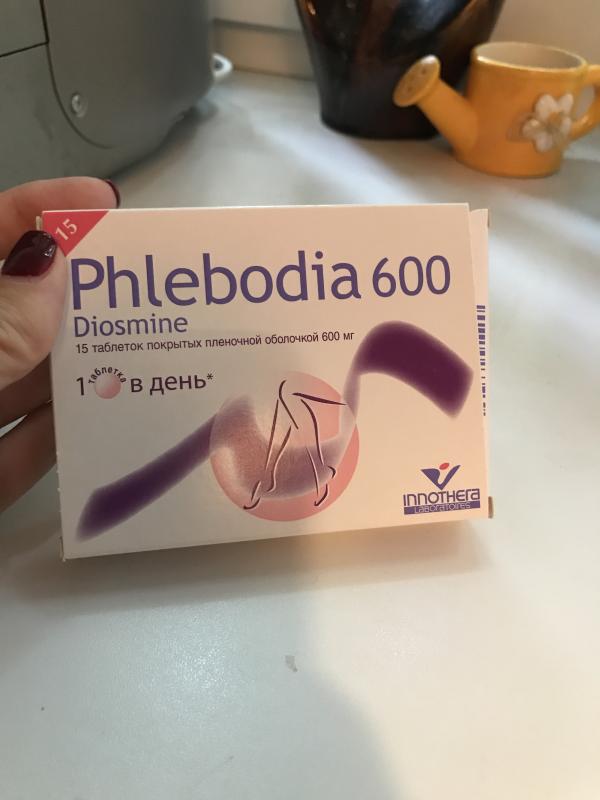 15
Phlebodia 600
Diosmine
15 таблеток покрытых пленочной оболочкой 600 мг
1 таблетка в день*
INNOTHERA
LABORATOIRES